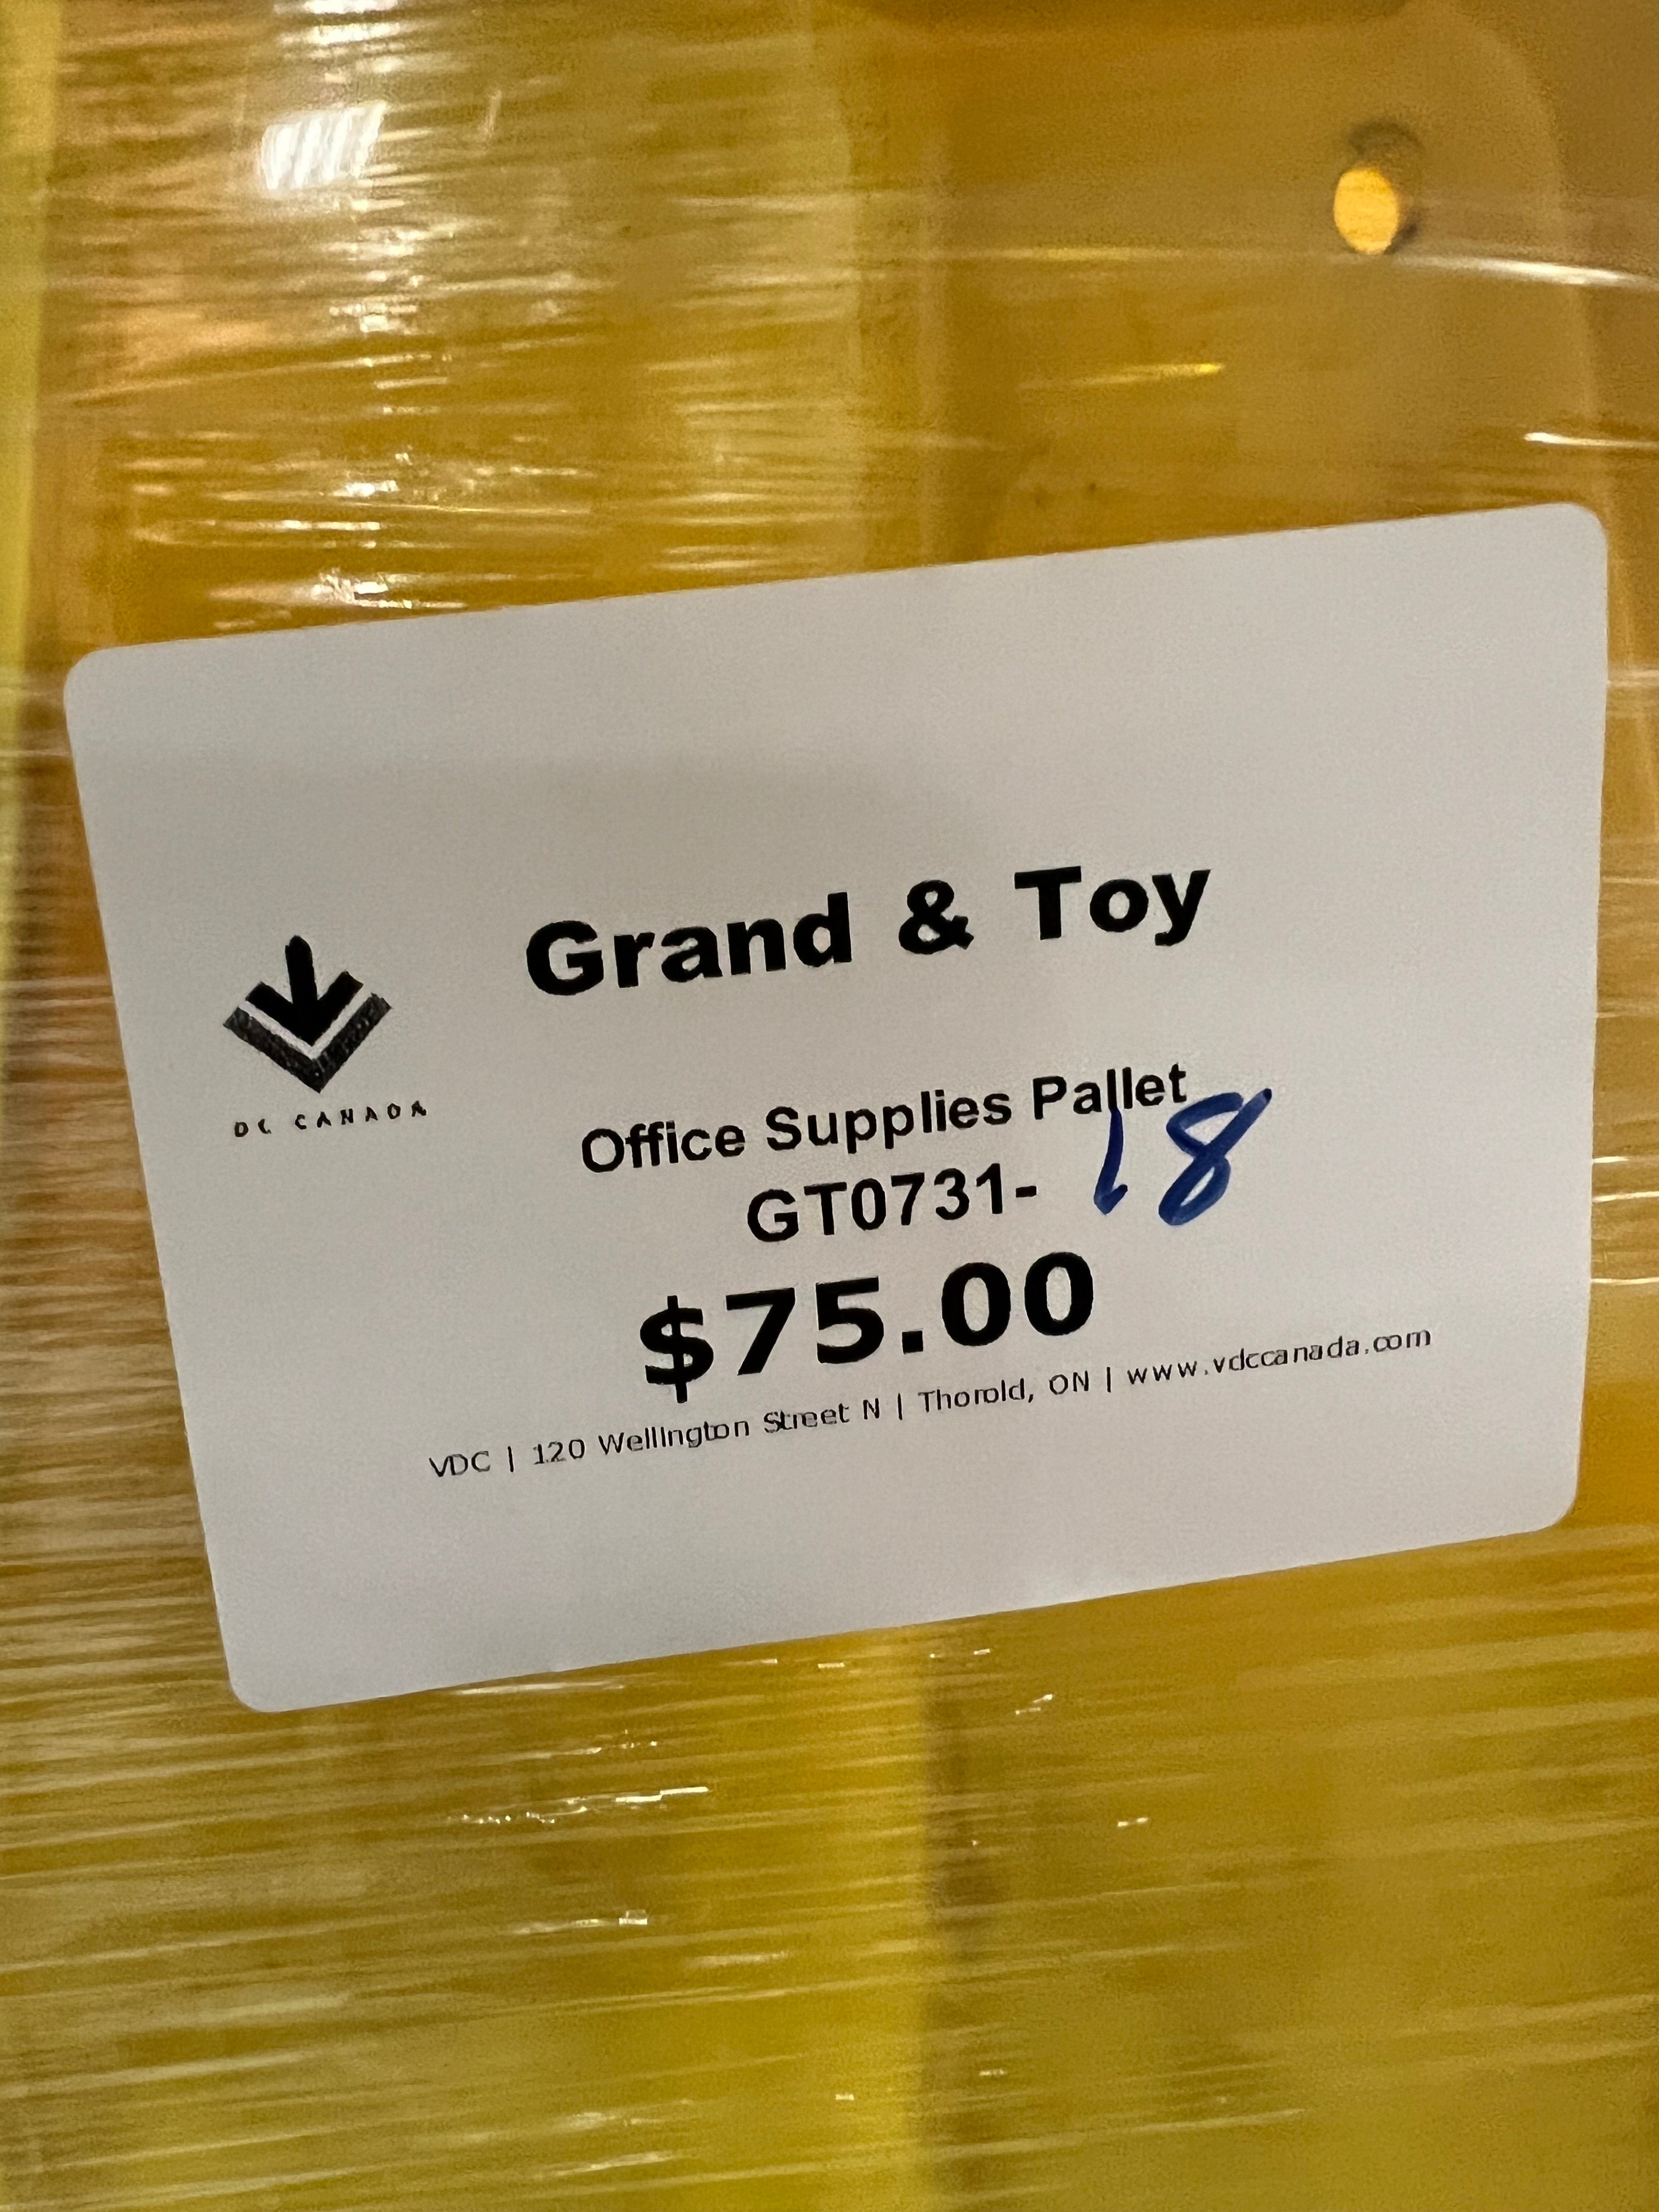 Grand & Toy
DC CANADA
Office Supplies Pallet
GT0731- 18
$75.00
VDC | 120 Wellington Street N | Thorold, ON | www.vdccanada.com